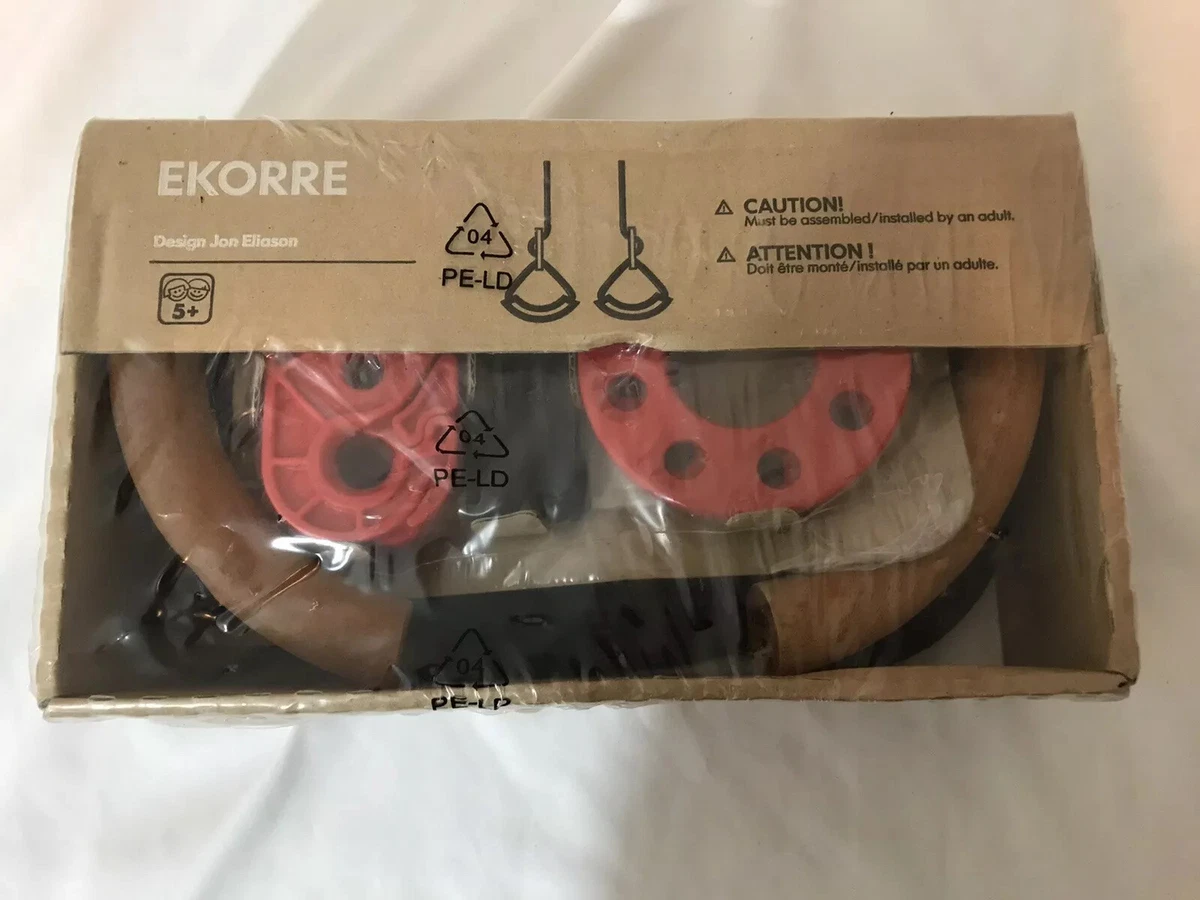 EKORRE
Design Jon Eliason
5+
04
PE-LD
CAUTION!
Must be assembled/installed by an adult.
ATTENTION !
Doit être monté/installé par un adulte.
04
PE-LD
04
PE-LD